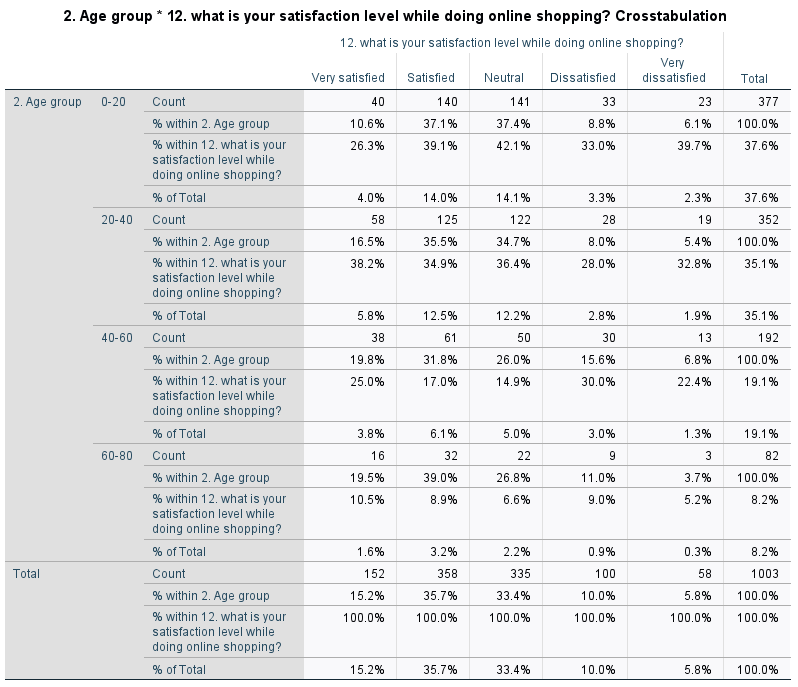 2. Age group * 12. what is your satisfaction level while doing online shopping? Crosstabulation
12. what is your satisfaction level while doing online shopping?
Very satisfied Satisfied Neutral Dissatisfied Very dissatisfied Total
2. Age group 0-20 Count 40 140 141 33 23 377
% within 2. Age group 10.6% 37.1% 37.4% 8.8% 6.1% 100.0%
% within 12. what is your 26.3% 39.1% 42.1% 33.0% 39.7% 37.6%
satisfaction level while
doing online shopping?
% of Total 4.0% 14.0% 14.1% 3.3% 2.3% 37.6%
20-40 Count 58 125 122 28 19 352
% within 2. Age group 16.5% 35.5% 34.7% 8.0% 5.4% 100.0%
% within 12. what is your 38.2% 34.9% 36.4% 28.0% 32.8% 35.1%
satisfaction level while
doing online shopping?
% of Total 5.8% 12.5% 12.2% 2.8% 1.9% 35.1%
40-60 Count 38 61 50 30 13 192
% within 2. Age group 19.8% 31.8% 26.0% 15.6% 6.8% 100.0%
% within 12. what is your 25.0% 17.0% 14.9% 30.0% 22.4% 19.1%
satisfaction level while
doing online shopping?
% of Total 3.8% 6.1% 5.0% 3.0% 1.3% 19.1%
60-80 Count 16 32 22 9 3 82
% within 2. Age group 19.5% 39.0% 26.8% 11.0% 3.7% 100.0%
% within 12. what is your 10.5% 8.9% 6.6% 9.0% 5.2% 8.2%
satisfaction level while
doing online shopping?
% of Total 1.6% 3.2% 2.2% 0.9% 0.3% 8.2%
Total Count 152 358 335 100 58 1003
% within 2. Age group 15.2% 35.7% 33.4% 10.0% 5.8% 100.0%
% within 12. what is your 100.0% 100.0% 100.0% 100.0% 100.0% 100.0%
satisfaction level while
doing online shopping?
% of Total 15.2% 35.7% 33.4% 10.0% 5.8% 100.0%